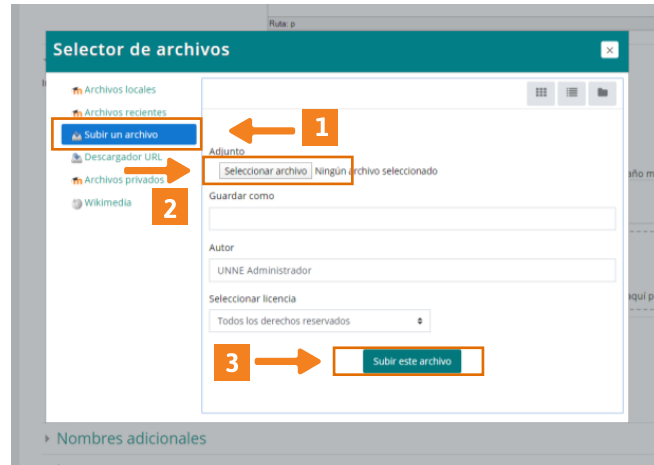 Ruta: p
Selector de archivos
×
Archivos locales
Archivos recientes
Subir un archivo
1
Descargador URL
Adjunto
Archivos privados
Seleccionar archivo Ningún archivo seleccionado
2
Wikimedia
Guardar como
Autor
UNNE Administrador
Seleccionar licencia
Todos los derechos reservados
3
Subir este archivo
Nombres adicionales